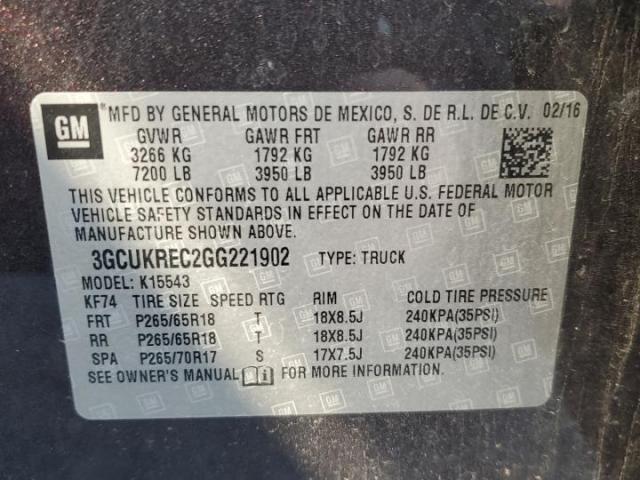 GM
*MFD BY GENERAL MOTORS DE MEXICO, S. DE R.L. DE C.V. 02/16
GVWR GAWR FRT GAWR RR
3266 KG 1792 KG 1792 KG
7200 LB 3950 LB 3950 LB
THIS VEHICLE CONFORMS TO ALL APPLICABLE U.S. FEDERAL MOTOR
VEHICLE SAFETY STANDARDS IN EFFECT ON THE DATE OF
MANUFACTURE SHOWN ABOVE.
3GCUKREC2GG221902 TYPE: TRUCK
MODEL: K15543
KF74 TIRE SIZE SPEED RTG RIM COLD TIRE PRESSURE
FRT P265/65R18 T 18X8.5J 240KPA(35PSI)
RR P265/65R18 T 18X8.5J 240KPA(35PSI)
SPA P265/70R17 S 17X7.5J 240KPA(35PSI)
SEE OWNER'S MANUAL i FOR MORE INFORMATION.